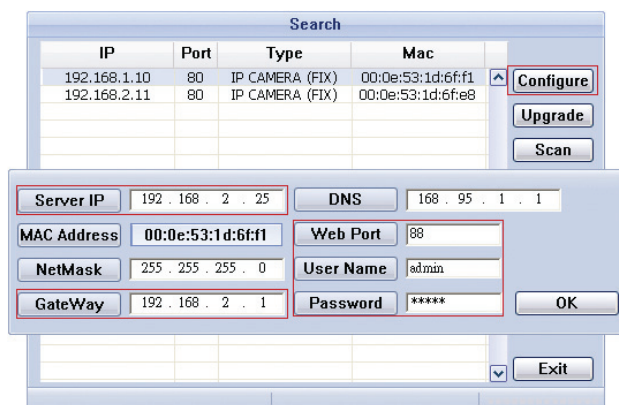 Search
IP Port Type Mac
192.168.1.10 80 IP CAMERA (FIX) 00:0e:53:1d:6f:f1
192.168.2.11 80 IP CAMERA (FIX) 00:0e:53:1d:6f:e8
Configure
Upgrade
Scan
Server IP 192 . 168 . 2 . 25 DNS 168 . 95 . 1 . 1
MAC Address 00:0e:53:1d:6f:f1 Web Port 88
NetMask 255 . 255 . 255 . 0 User Name admin
GateWay 192 . 168 . 2 . 1 Password ***** OK
Exit